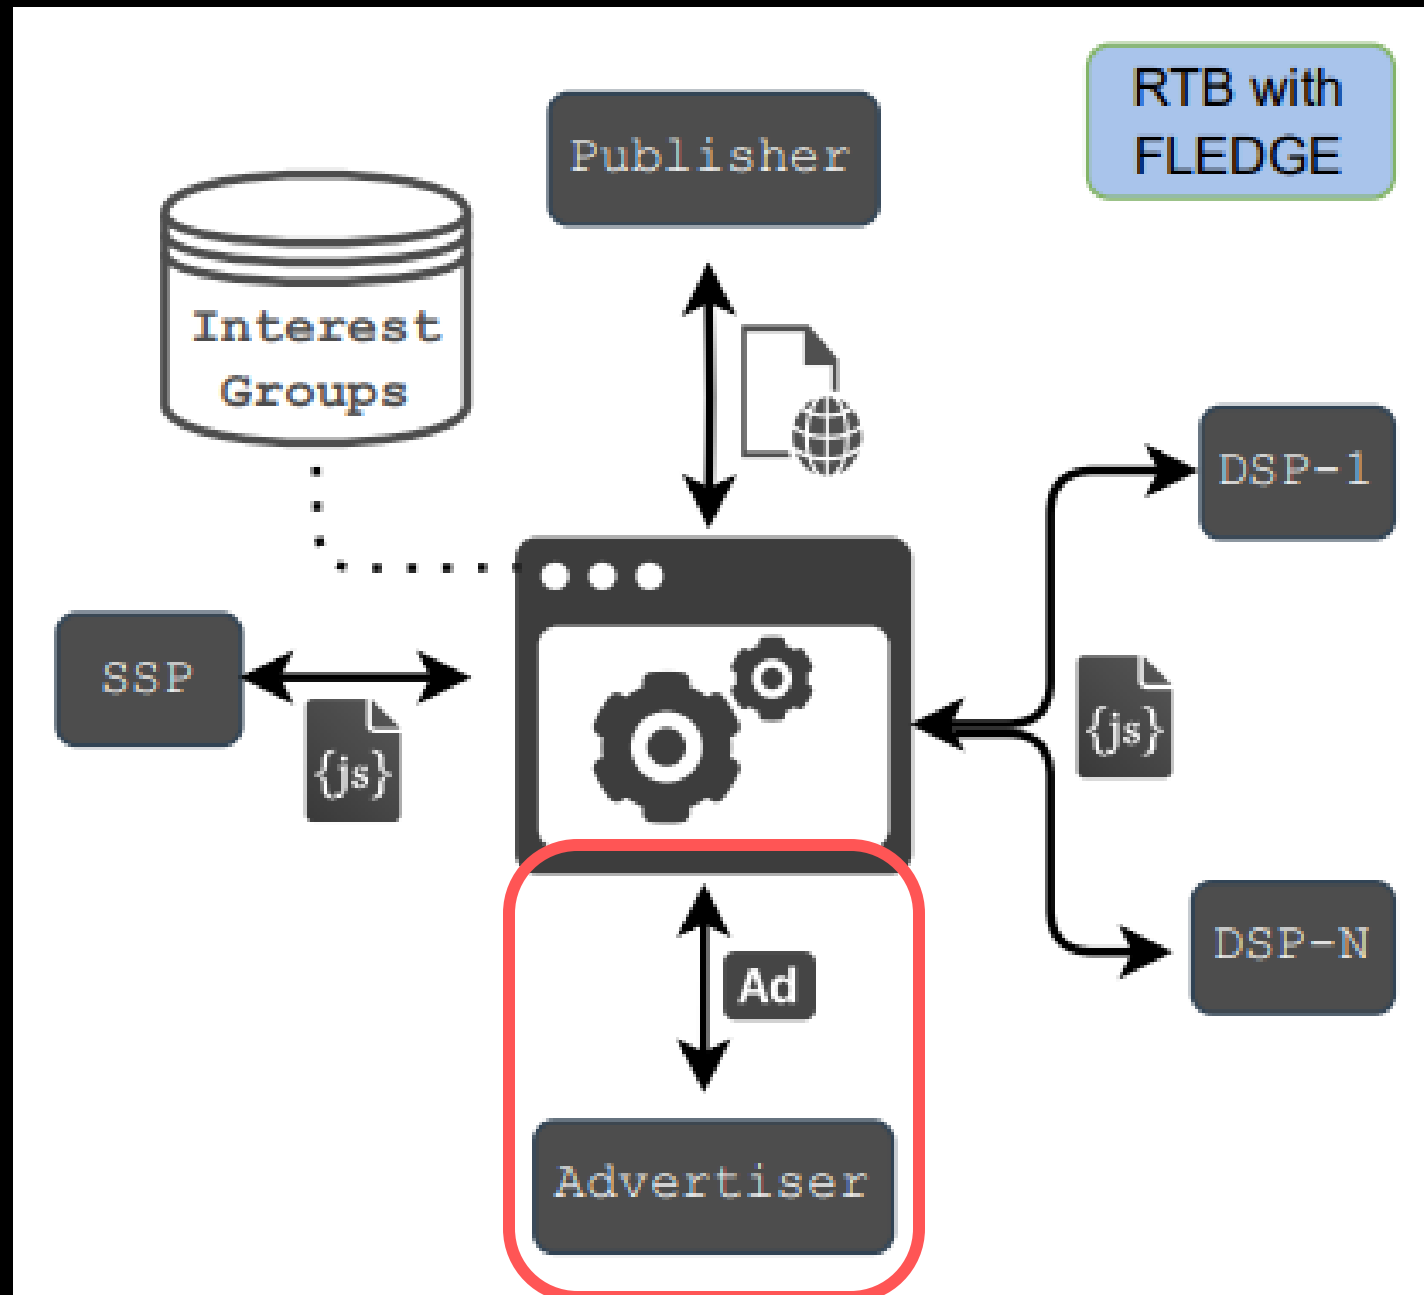 RTB with
FLEDGE
Publisher
Interest
Groups
DSP-1
SSP
{js}
{js}
Ad
DSP-N
Advertiser